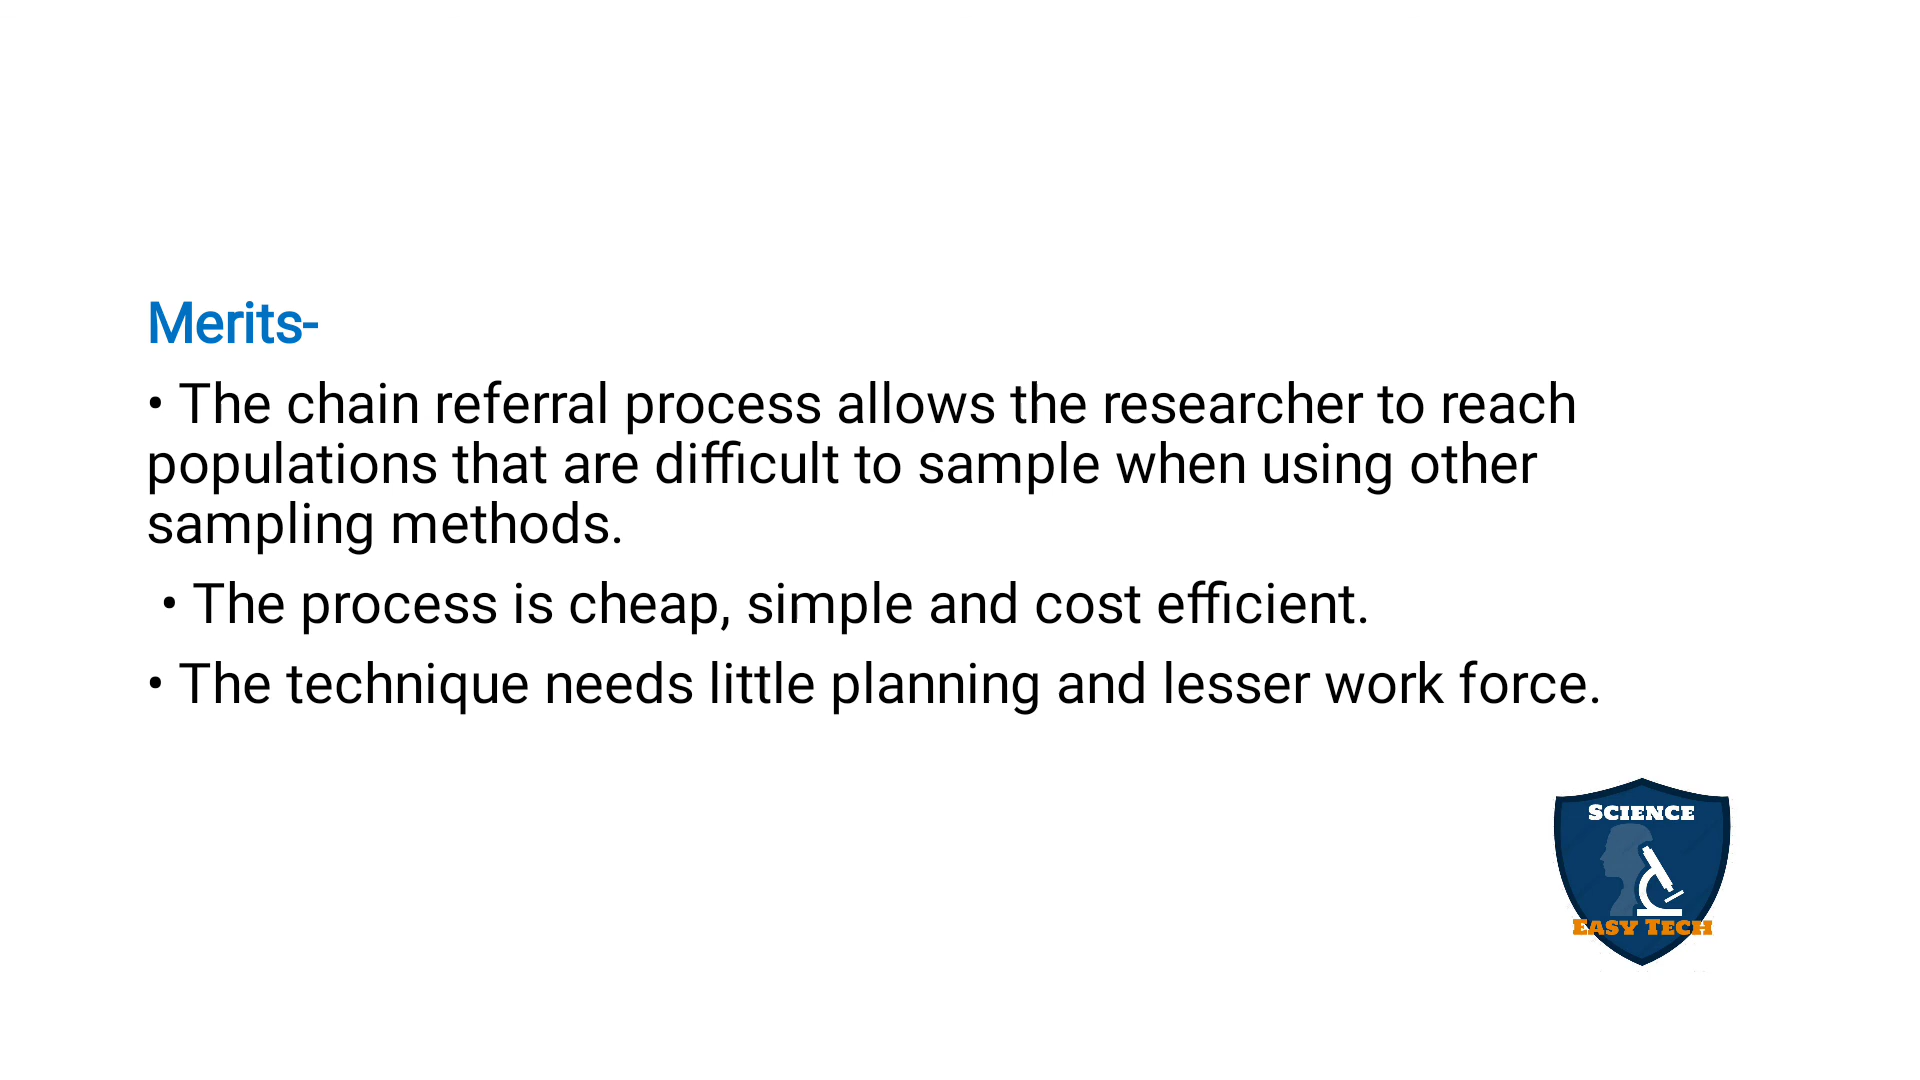 Merits-
• The chain referral process allows the researcher to reach
populations that are difficult to sample when using other
sampling methods.
• The process is cheap, simple and cost efficient.
• The technique needs little planning and lesser work force.
SCIENCE
EASY TECH